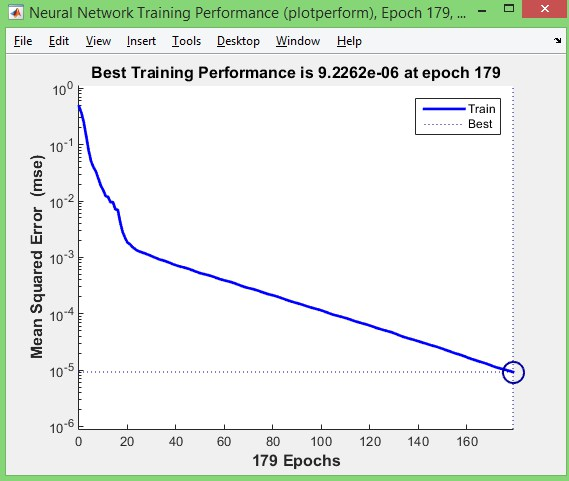 Neural Network Training Performance (plotperform), Epoch 179, ...
File Edit View Insert Tools Desktop Window Help
Best Training Performance is 9.2262e-06 at epoch 179
Train
Best
Mean Squared Error (mse)
10^0
10^-1
10^-2
10^-3
10^-4
10^-5
10^-6
0 20 40 60 80 100 120 140 160
179 Epochs